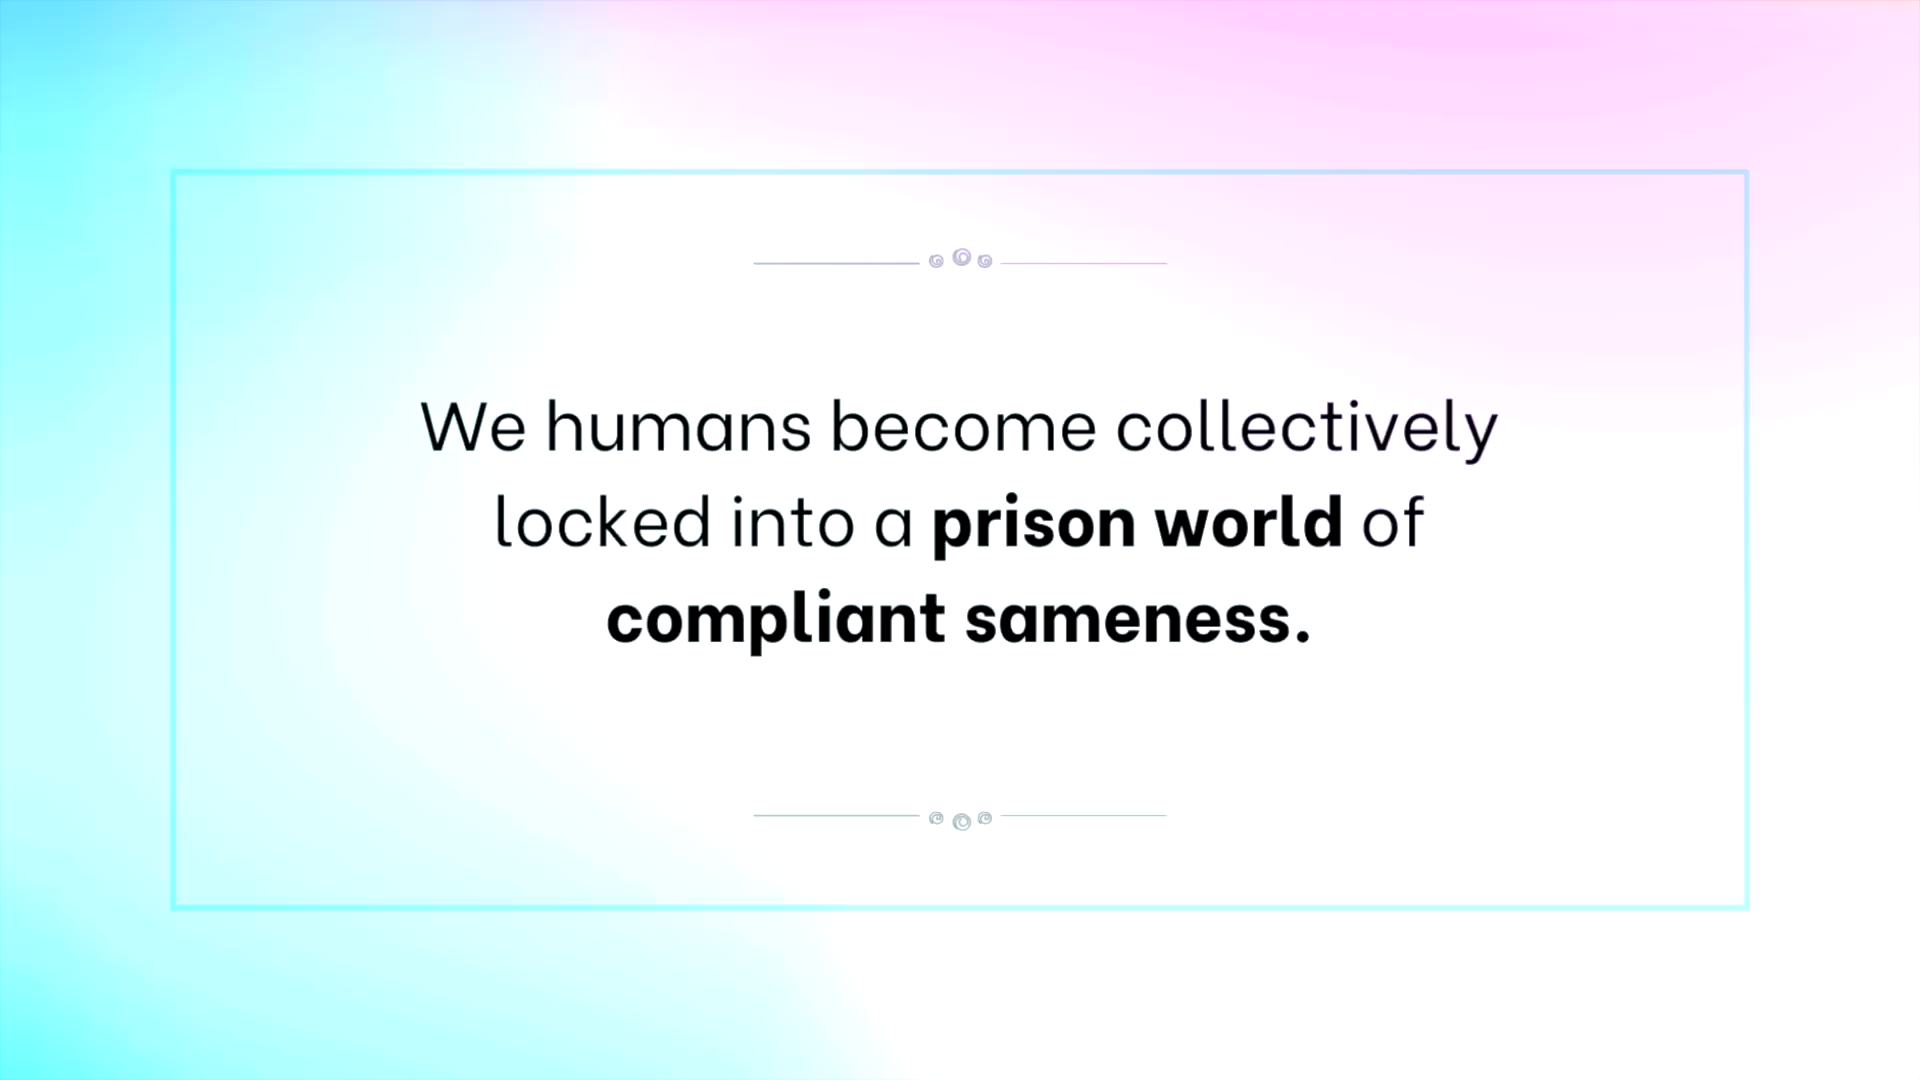 We humans become collectively
locked into a prison world of
compliant sameness.